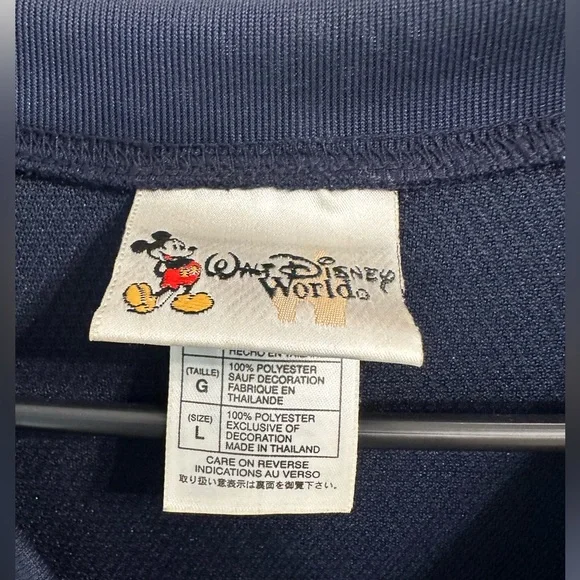 WALT DISNEY
World®
HECHO EN TAILAN
(TAILLE)
G
100% POLYESTER
SAUF DECORATION
FABRIQUE EN
THAILANDE
(SIZE)
L
100% POLYESTER
EXCLUSIVE OF
DECORATION
MADE IN THAILAND
CARE ON REVERSE
INDICATIONS AU VERSO
取り扱い意表示は裏面を御覧下さい.